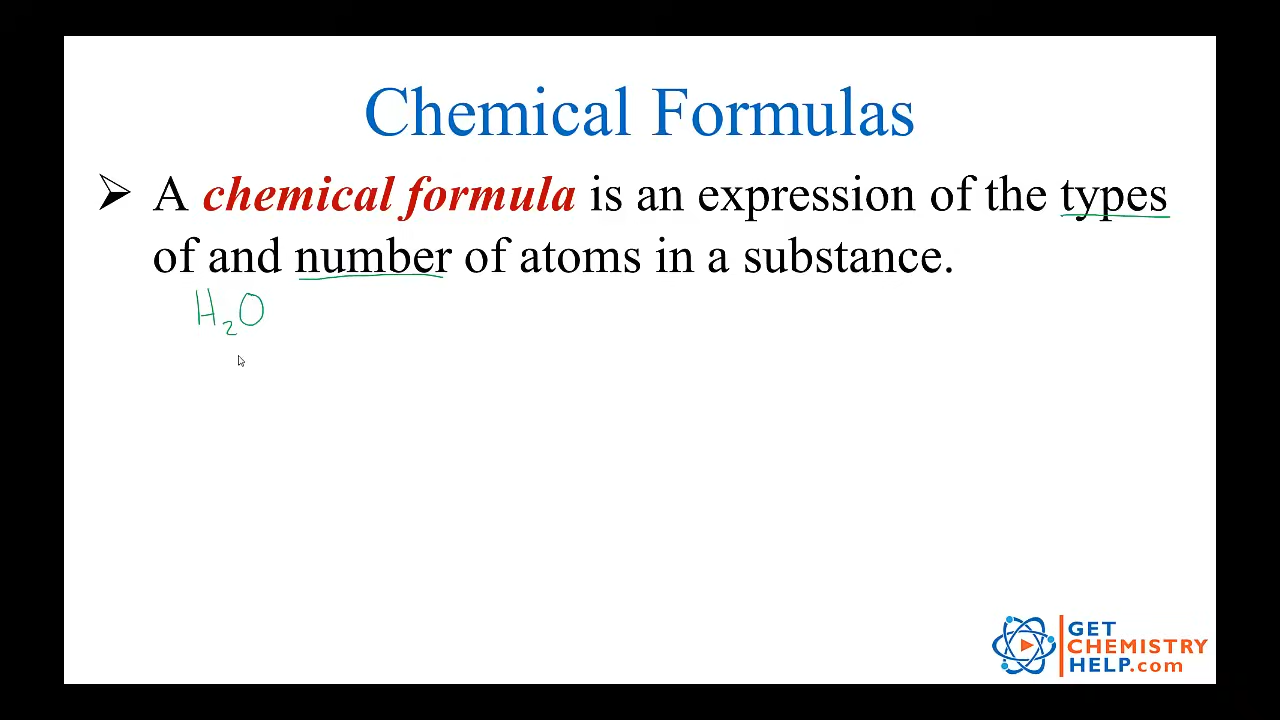 Chemical Formulas
➢ A chemical formula is an expression of the types
of and number of atoms in a substance.
H₂O
GET
CHEMISTRY
HELP.com